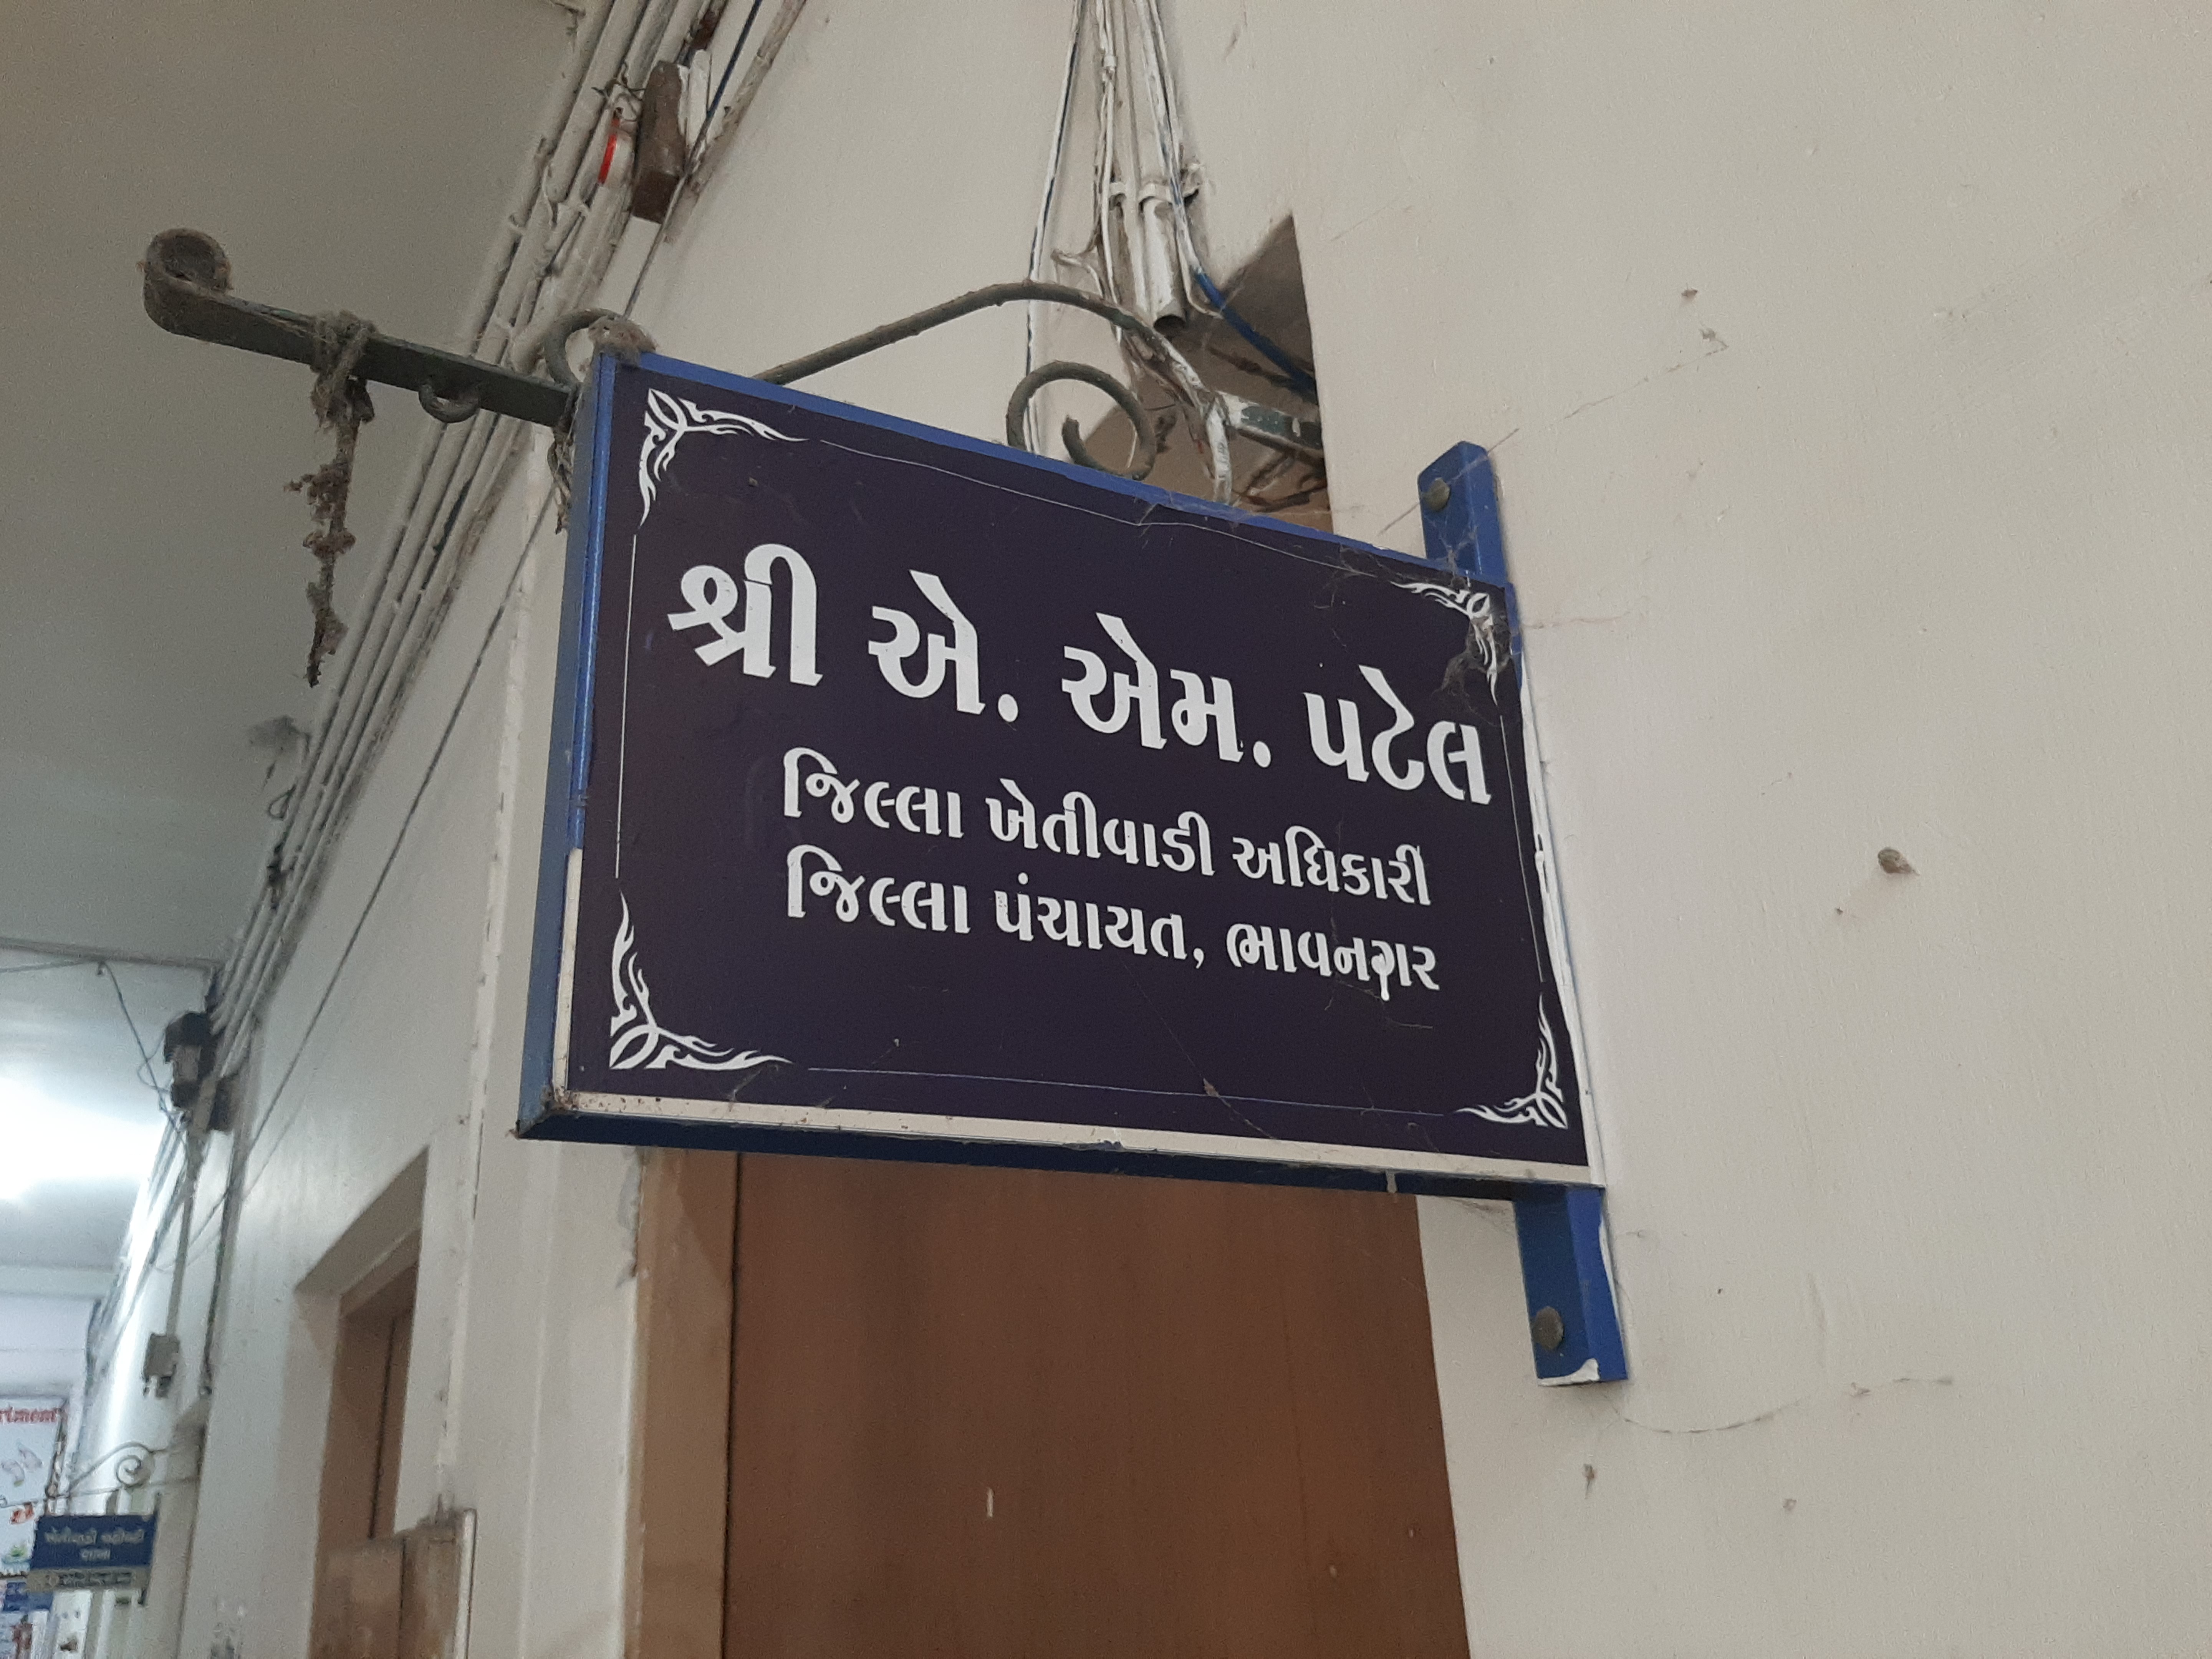 શ્રી એ. એમ. પટેલ
જિલ્લા ખેતીવાડી અધિકારી
જિલ્લા પંચાયત, ભાવનગર